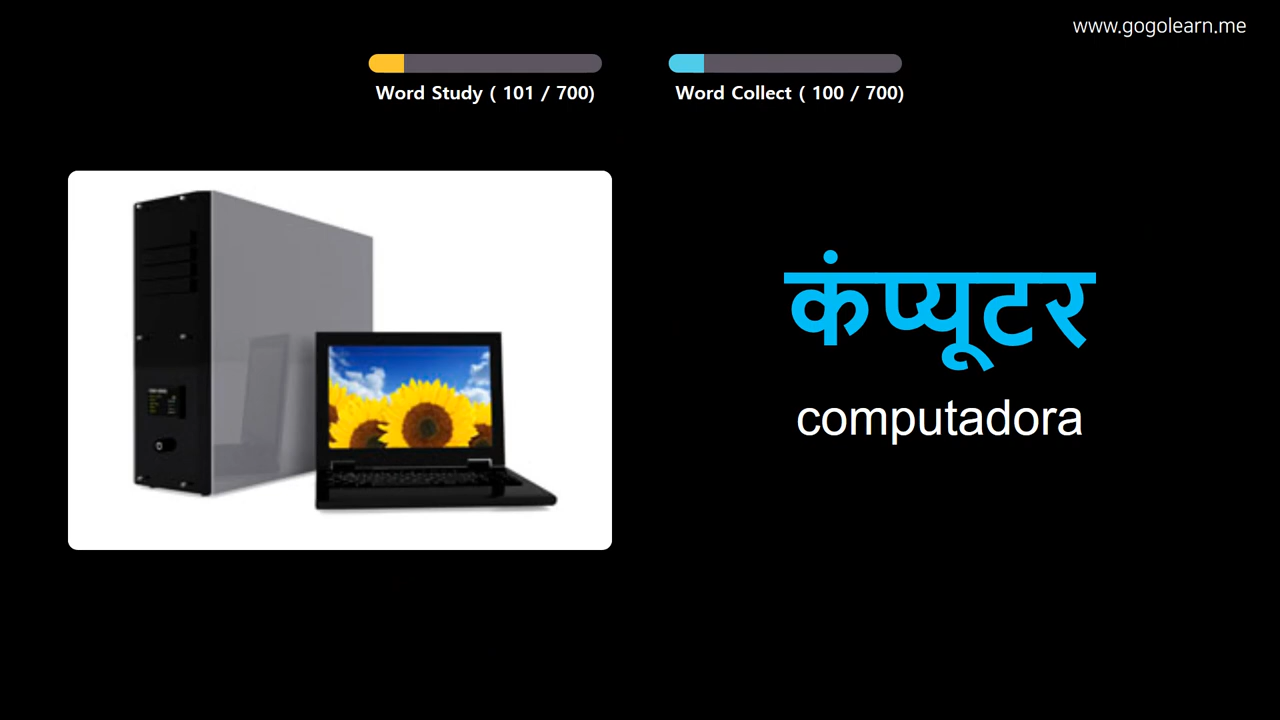 www.gogolearn.me
Word Study ( 101 / 700)
Word Collect ( 100 / 700)
कंप्यूटर
computadora